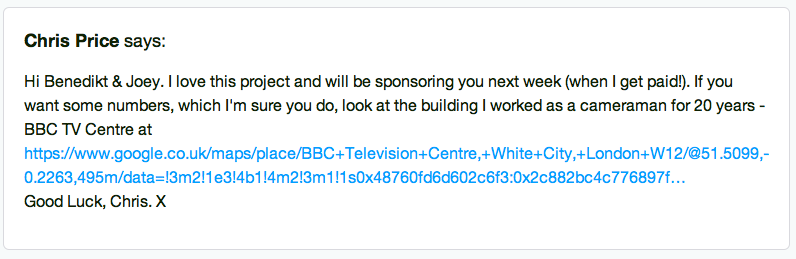 Chris Price says:
Hi Benedikt & Joey. I love this project and will be sponsoring you next week (when I get paid!). If you
want some numbers, which I'm sure you do, look at the building I worked as a cameraman for 20 years -
BBC TV Centre at
https://www.google.co.uk/maps/place/BBC+Television+Centre,+White+City,+London+W12/@51.5099,-
0.2263,495m/data=!3m2!1e3!4b1!4m2!3m1!1s0x48760fd6d602c6f3:0x2c882bc4c776897f…
Good Luck, Chris. X